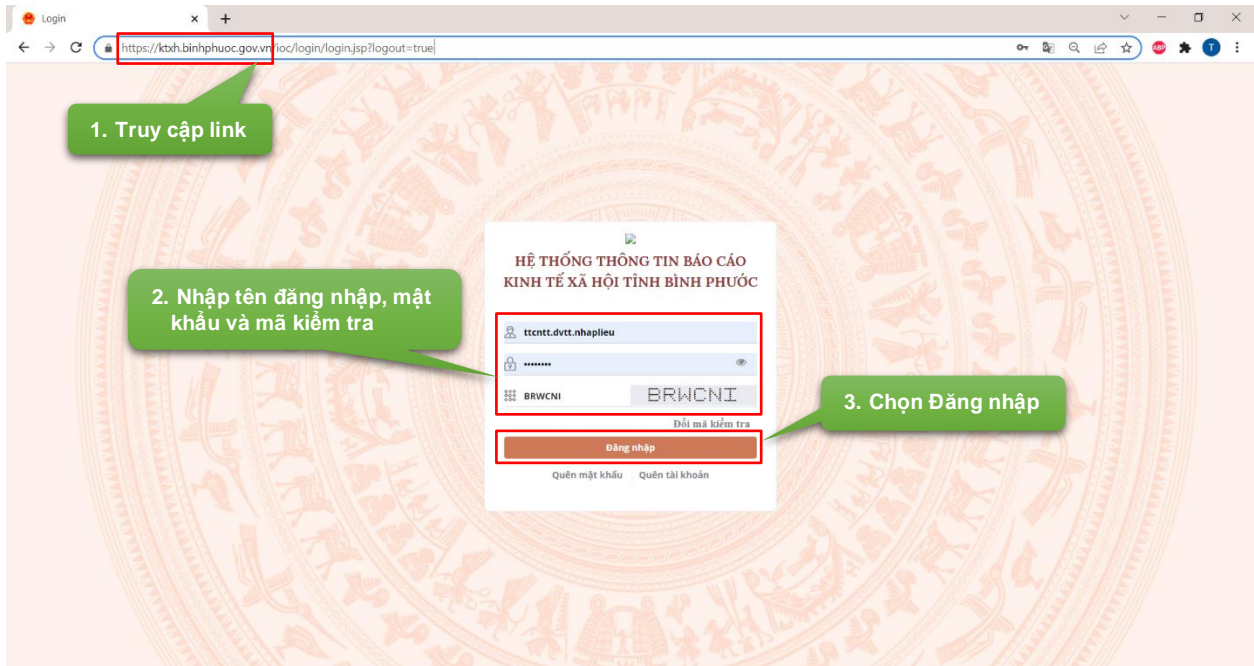 Login
https://ktxh.binhphuoc.gov.vn/ioc/login/login.jsp?logout=true
ABP
T
1. Truy cập link
HỆ THỐNG THÔNG TIN BÁO CÁO
KINH TẾ XÃ HỘI TỈNH BÌNH PHƯỚC
2. Nhập tên đăng nhập, mật
khẩu và mã kiểm tra
ttcntt.dvtt.nhaplieu
BRWCNI
BRWCNI
3. Chọn Đăng nhập
Đổi mã kiểm tra
Đăng nhập
Quên mật khẩu Quên tài khoản